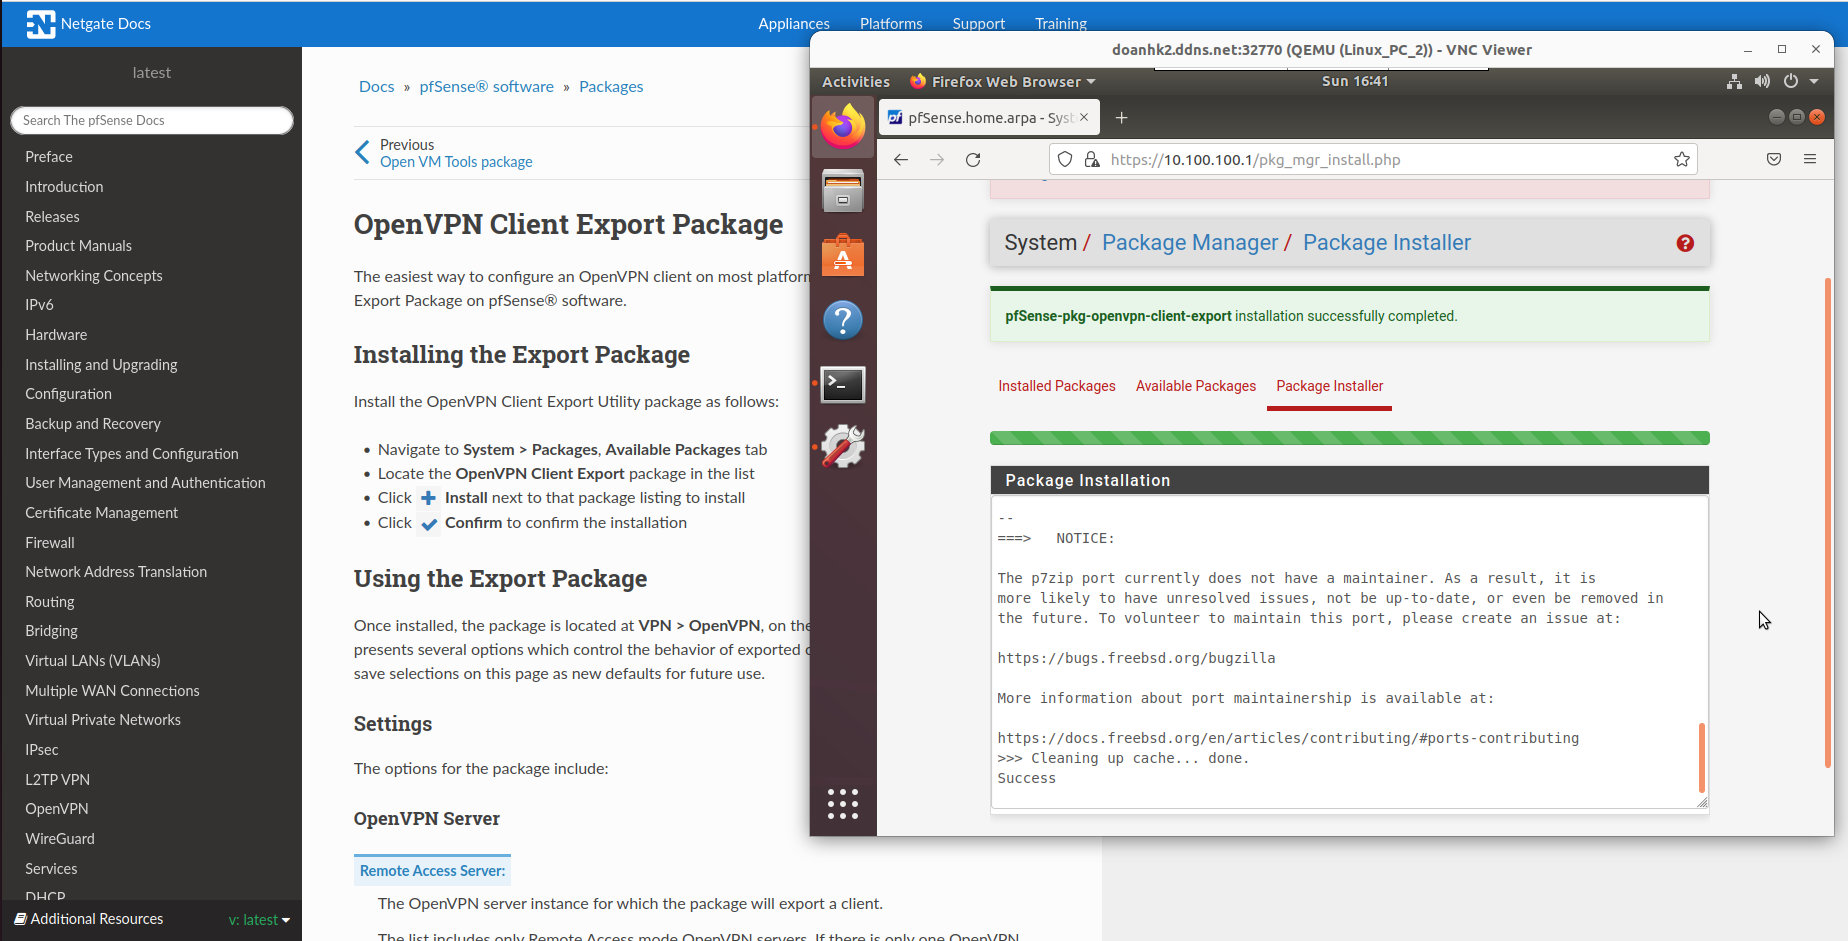 Netgate Docs
Appliances Platforms Support Training
latest
Search The pfSense Docs
Preface
Introduction
Releases
Product Manuals
Networking Concepts
IPv6
Hardware
Installing and Upgrading
Configuration
Backup and Recovery
Interface Types and Configuration
User Management and Authentication
Certificate Management
Firewall
Network Address Translation
Routing
Bridging
Virtual LANs (VLANs)
Multiple WAN Connections
Virtual Private Networks
IPsec
L2TP VPN
OpenVPN
WireGuard
Services
DHCP
Additional Resources v: latest
Docs » pfSense® software » Packages
Previous
Open VM Tools package
OpenVPN Client Export Package
The easiest way to configure an OpenVPN client on most platforn
Export Package on pfSense® software.
Installing the Export Package
Install the OpenVPN Client Export Utility package as follows:
• Navigate to System > Packages, Available Packages tab
• Locate the OpenVPN Client Export package in the list
• Click Install next to that package listing to install
• Click Confirm to confirm the installation
Using the Export Package
Once installed, the package is located at VPN > OpenVPN, on the
presents several options which control the behavior of exported
save selections on this page as new defaults for future use.
Settings
The options for the package include:
OpenVPN Server
Remote Access Server:
The OpenVPN server instance for which the package will export a client.
The list includes only Remote Access mode OpenVPN servers. If there is only one OpenVPN
doanhk2.ddns.net:32770 (QEMU (Linux_PC_2)) - VNC Viewer
Activities Firefox Web Browser Sun 16:41
pf pfSense.home.arpa - Syst
https://10.100.100.1/pkg_mgr_install.php
System / Package Manager / Package Installer
pfSense-pkg-openvpn-client-export installation successfully completed.
Installed Packages Available Packages Package Installer
Package Installation
--
===> NOTICE:
The p7zip port currently does not have a maintainer. As a result, it is
more likely to have unresolved issues, not be up-to-date, or even be removed in
the future. To volunteer to maintain this port, please create an issue at:
https://bugs.freebsd.org/bugzilla
More information about port maintainership is available at:
https://docs.freebsd.org/en/articles/contributing/#ports-contributing
>>> Cleaning up cache... done.
Success